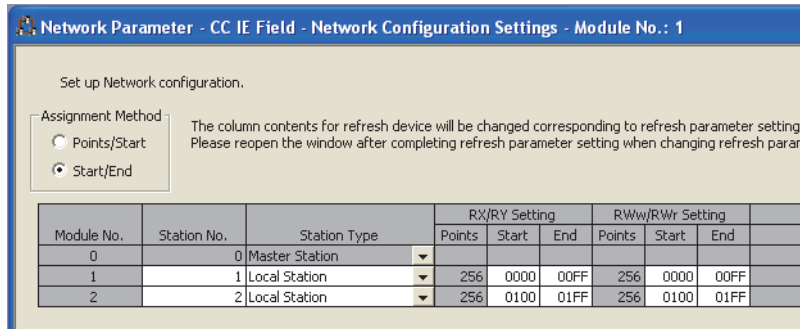 Network Parameter - CC IE Field - Network Configuration Settings - Module No.: 1
Set up Network configuration.
Assignment Method
Points/Start
Start/End
The column contents for refresh device will be changed corresponding to refresh parameter setting
Please reopen the window after completing refresh parameter setting when changing refresh parar
RX/RY Setting RWw/RWr Setting
Module No. Station No. Station Type Points Start End Points Start End
0 0 Master Station
1 1 Local Station 256 0000 00FF 256 0000 00FF
2 2 Local Station 256 0100 01FF 256 0100 01FF